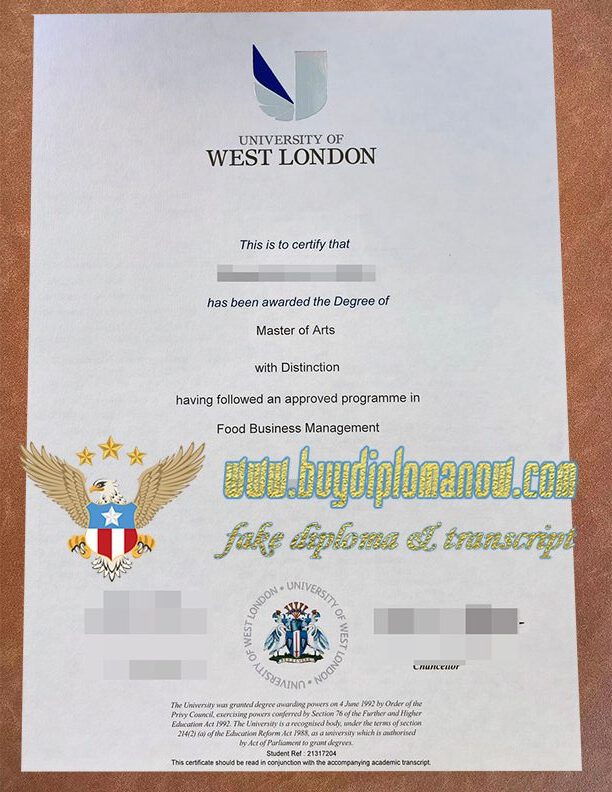 UNIVERSITY OF
WEST LONDON
This is to certify that
has been awarded the Degree of
Master of Arts
with Distinction
having followed an approved programme in
Food Business Management
www.buydiplomanow.com
fake diploma & transcript
UNIVERSITY OF WEST LONDON • UNIVERSITY OF WEST LONDON •
Chancellor
The University was granted degree awarding powers on 4 June 1992 by Order of the
Privy Council, exercising powers conferred by Section 76 of the Further and Higher
Education Act 1992. The University is a recognised body, under the terms of section
214(2) (a) of the Education Reform Act 1988, as a university which is authorised
by Act of Parliament to grant degrees.
Student Ref : 21317204
This certificate should be read in conjunction with the accompanying academic transcript.